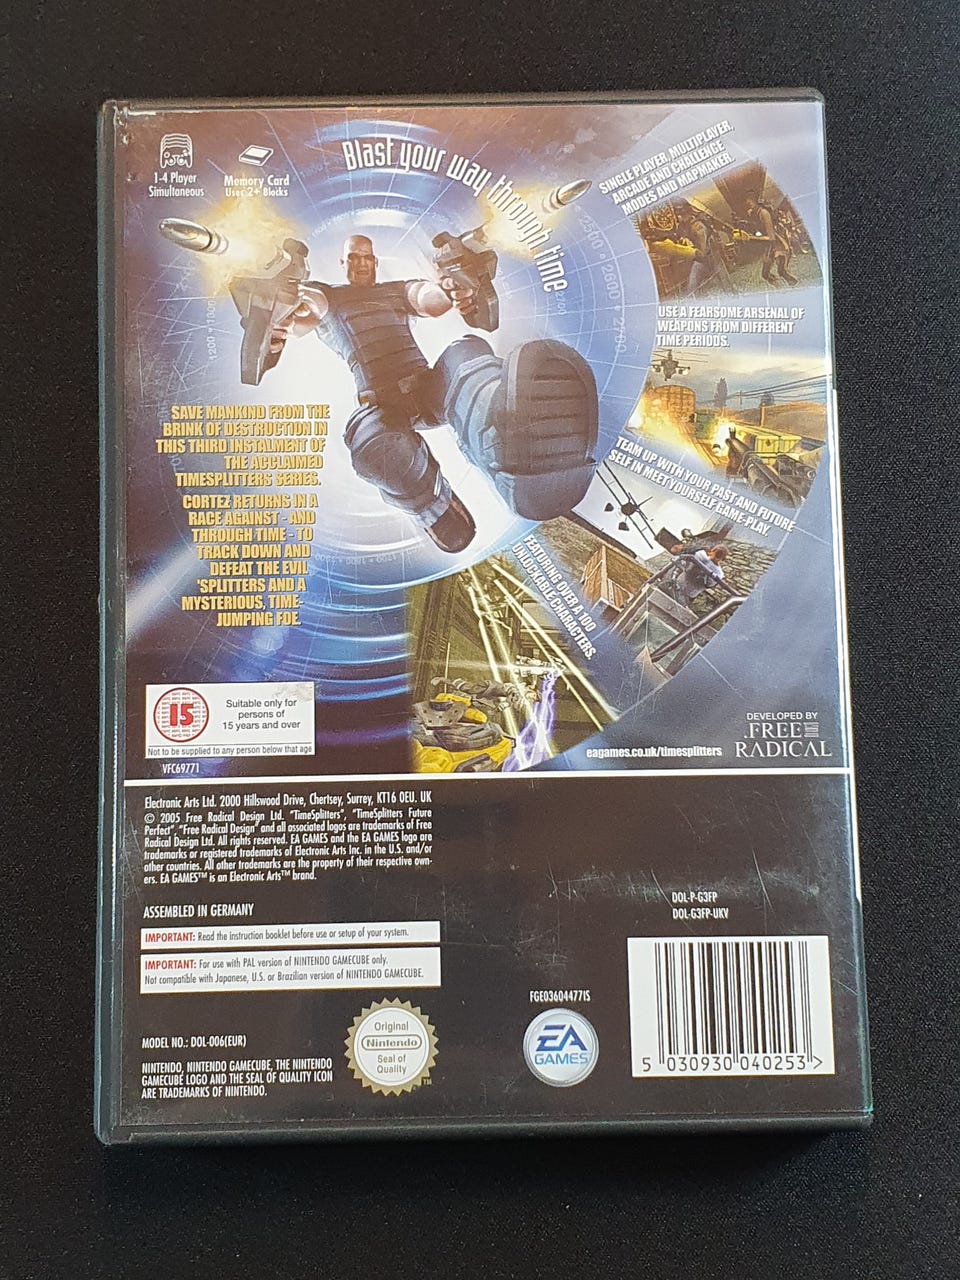 1-4 Player
Simultaneous
Memory Card
Uses 2+ Blocks
Blast your way through time
SINGLE PLAYER, MULTIPLAYER,
ARCADE AND CHALLENGE
MODES AND MAPMAKER.
USE A FEARSOME ARSENAL OF
WEAPONS FROM DIFFERENT
TIME PERIODS.
TEAM UP WITH YOUR PAST AND FUTURE
SELF IN MEET YOURSELF GAME-PLAY.
FEATURING OVER A 100
UNLOCKABLE CHARACTERS.
SAVE MANKIND FROM THE
BRINK OF DESTRUCTION IN
THIS THIRD INSTALMENT OF
THE ACCLAIMED
TIMESPLITTERS SERIES.
CORTEZ RETURNS IN A
RACE AGAINST - AND
THROUGH TIME - TO
TRACK DOWN AND
DEFEAT THE EVIL
'SPLITTERS AND A
MYSTERIOUS, TIME-
JUMPING FOE.
2500 • 2600 • 2700
2700
1200 • 1300
15
Suitable only for
persons of
15 years and over
Not to be supplied to any person below that age
VFC69771
eagames.co.uk/timesplitters
DEVELOPED BY
FREE
RADICAL
Electronic Arts Ltd. 2000 Hillswood Drive, Chertsey, Surrey, KT16 0EU. UK
© 2005 Free Radical Design Ltd. "TimeSplitters", "TimeSplitters Future
Perfect", "Free Radical Design" and all associated logos are trademarks of Free
Radical Design Ltd. All rights reserved. EA GAMES and the EA GAMES logo are
trademarks or registered trademarks of Electronic Arts Inc. in the U.S. and/or
other countries. All other trademarks are the property of their respective own-
ers. EA GAMES™ is an Electronic Arts™ brand.
ASSEMBLED IN GERMANY
DOL-P-G3FP
DOL-G3FP-UKV
IMPORTANT: Read the instruction booklet before use or setup of your system.
IMPORTANT: For use with PAL version of NINTENDO GAMECUBE only.
Not compatible with Japanese, U.S. or Brazilian version of NINTENDO GAMECUBE.
FGE03604477IS
MODEL NO.: DOL-006(EUR)
NINTENDO, NINTENDO GAMECUBE, THE NINTENDO
GAMECUBE LOGO AND THE SEAL OF QUALITY ICON
ARE TRADEMARKS OF NINTENDO.
Original
Nintendo
Seal of
Quality
TM
EA
GAMES
5 030930 040253 >